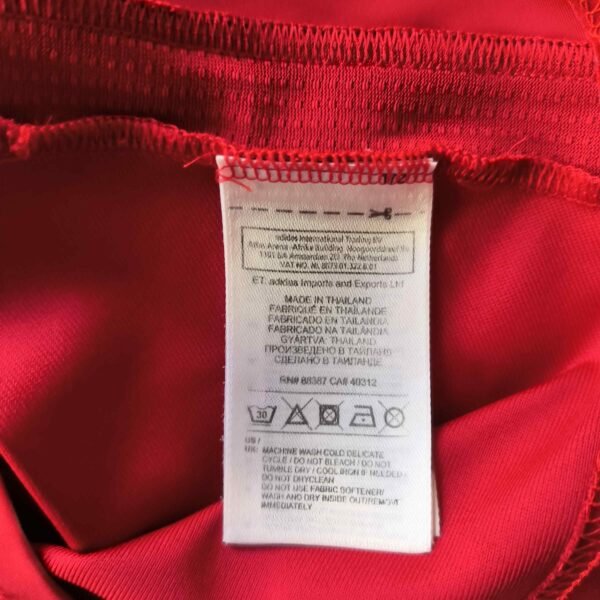 adidas International Trading BV
Atlas Arena -Afrika Building, Hoogoorddreef 9a
1101 BA Amsterdam ZO, The Netherlands
VAT NO. NL 8073.01.322.B.01
ET. adidas Imports and Exports Ltd
MADE IN THAILAND
FABRIQUÉ EN THAÏLANDE
FABRICADO EN TAILANDIA
FABRICADO NA TAILÂNDIA
GYÁRTVA: THAILAND
ПРОИЗВЕДЕНО В ТАЙЛАНД
СДЕЛАНО В ТАИЛАНДЕ
RN# 88387 CA# 40312
30
US /
UK: MACHINE WASH COLD DELICATE
CYCLE / DO NOT BLEACH / DO NOT
TUMBLE DRY / COOL IRON IF NEEDED /
DO NOT DRYCLEAN
DO NOT USE FABRIC SOFTENER/
WASH AND DRY INSIDE OUT/REMOVE
IMMEDIATELY